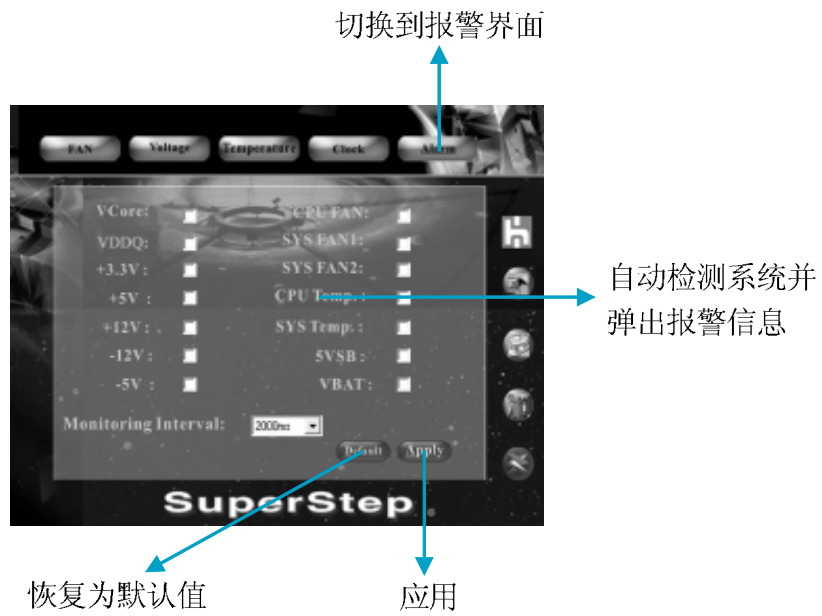 切换到报警界面
FAN Voltage Temperature Clock Alarm
VCore: CPU FAN:
VDDQ: SYS FAN1:
+3.3V : SYS FAN2:
+5V : CPU Temp. :
+12V : SYS Temp. :
-12V : 5VSB :
-5V : VBAT :
自动检测系统并
弹出报警信息
Monitoring Interval: 2000ms
Default Apply
SuperStep
恢复为默认值 应用